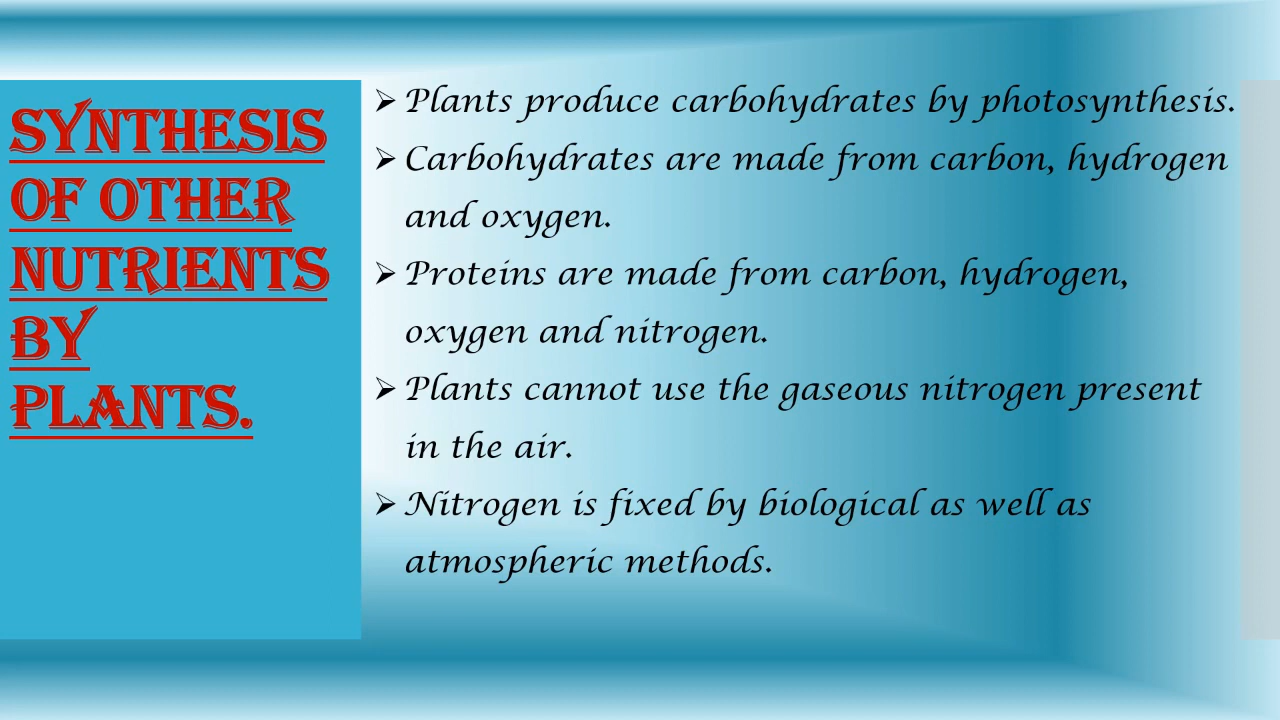 SYNTHESIS
OF OTHER
NUTRIENTS
BY
PLANTS.
➢ Plants produce carbohydrates by photosynthesis.
➢ Carbohydrates are made from carbon, hydrogen
and oxygen.
➢ Proteins are made from carbon, hydrogen,
oxygen and nitrogen.
➢ Plants cannot use the gaseous nitrogen present
in the air.
➢ Nitrogen is fixed by biological as well as
atmospheric methods.